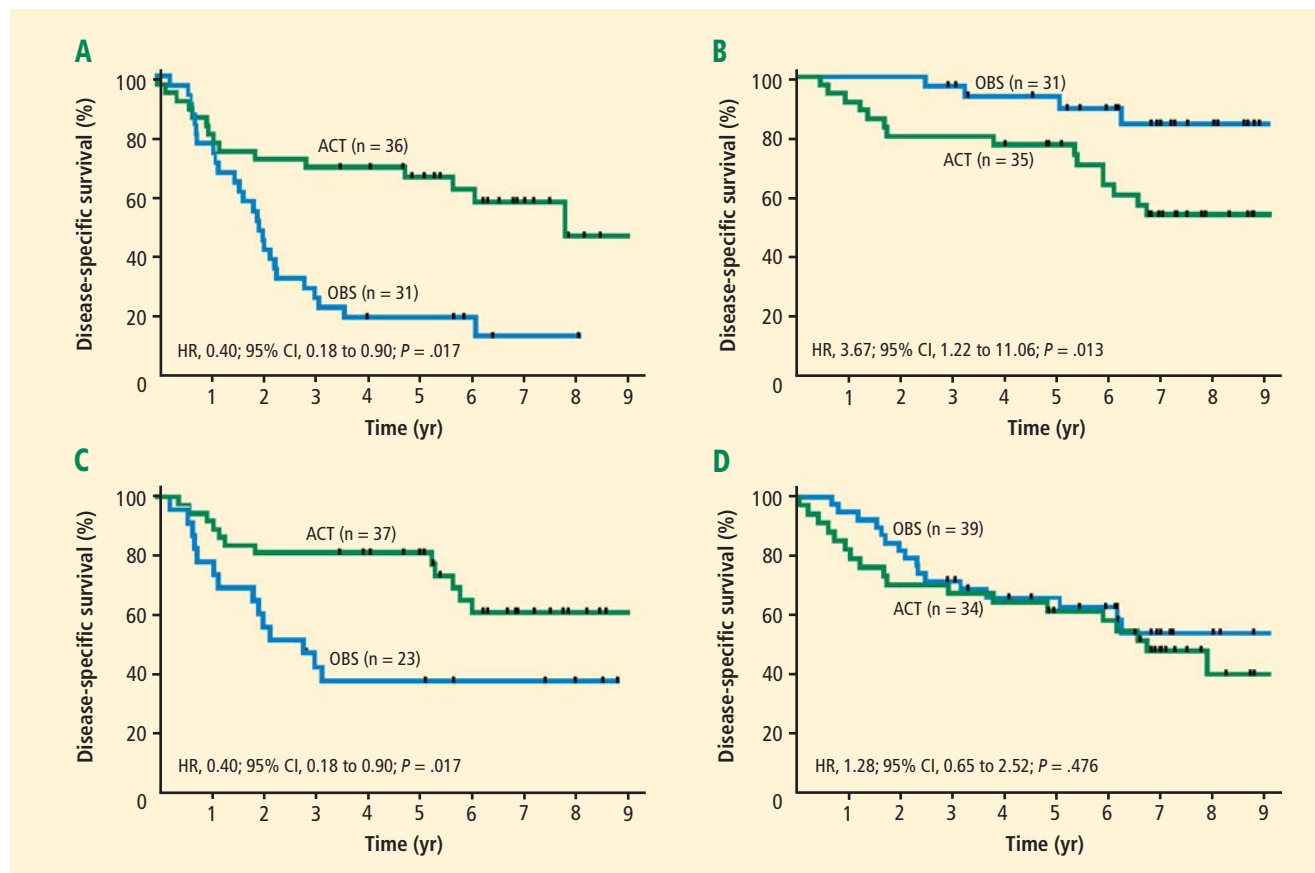 A
Disease-specific survival (%)
100
80
60
40
20
0
ACT (n = 36)
OBS (n = 31)
HR, 0.40; 95% CI, 0.18 to 0.90; P = .017
1 2 3 4 5 6 7 8 9
Time (yr)
B
Disease-specific survival (%)
100
80
60
40
20
0
OBS (n = 31)
ACT (n = 35)
HR, 3.67; 95% CI, 1.22 to 11.06; P = .013
1 2 3 4 5 6 7 8 9
Time (yr)
C
Disease-specific survival (%)
100
80
60
40
20
0
ACT (n = 37)
OBS (n = 23)
HR, 0.40; 95% CI, 0.18 to 0.90; P = .017
1 2 3 4 5 6 7 8 9
Time (yr)
D
Disease-specific survival (%)
100
80
60
40
20
0
OBS (n = 39)
ACT (n = 34)
HR, 1.28; 95% CI, 0.65 to 2.52; P = .476
1 2 3 4 5 6 7 8 9
Time (yr)